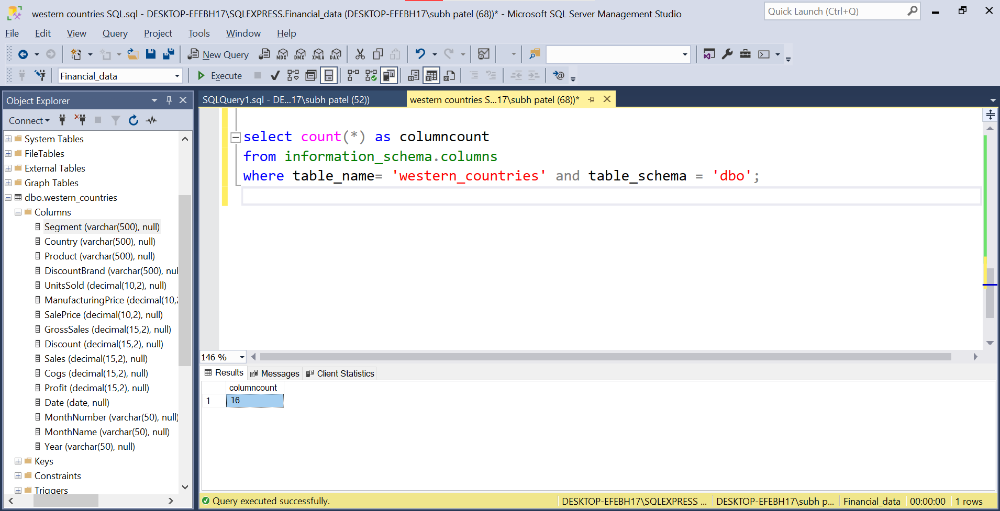 western countries SQL.sql - DESKTOP-EFEBH17\SQLEXPRESS.Financial_data (DESKTOP-EFEBH17\subh patel (68))* - Microsoft SQL Server Management Studio
Quick Launch (Ctrl+Q)
File Edit View Query Project Tools Window Help
New Query MDX DMX XMLA DAX
Financial_data Execute
Object Explorer
SQLQuery1.sql - DE...17\subh patel (52))
western countries S...17\subh patel (68))*
Connect
System Tables
FileTables
External Tables
Graph Tables
dbo.western_countries
Columns
Segment (varchar(500), null)
Country (varchar(500), null)
Product (varchar(500), null)
DiscountBrand (varchar(500), nul
UnitsSold (decimal(10,2), null)
ManufacturingPrice (decimal(10,2
SalePrice (decimal(10,2), null)
GrossSales (decimal(15,2), null)
Discount (decimal(15,2), null)
Sales (decimal(15,2), null)
Cogs (decimal(15,2), null)
Profit (decimal(15,2), null)
Date (date, null)
MonthNumber (varchar(50), null)
MonthName (varchar(50), null)
Year (varchar(50), null)
Keys
Constraints
Triggers
select count(*) as columncount
from information_schema.columns
where table_name= 'western_countries' and table_schema = 'dbo';
146 %
Results Messages Client Statistics
columncount
1 16
Query executed successfully.
DESKTOP-EFEBH17\SQLEXPRESS ... DESKTOP-EFEBH17\subh p... Financial_data 00:00:00 1 rows